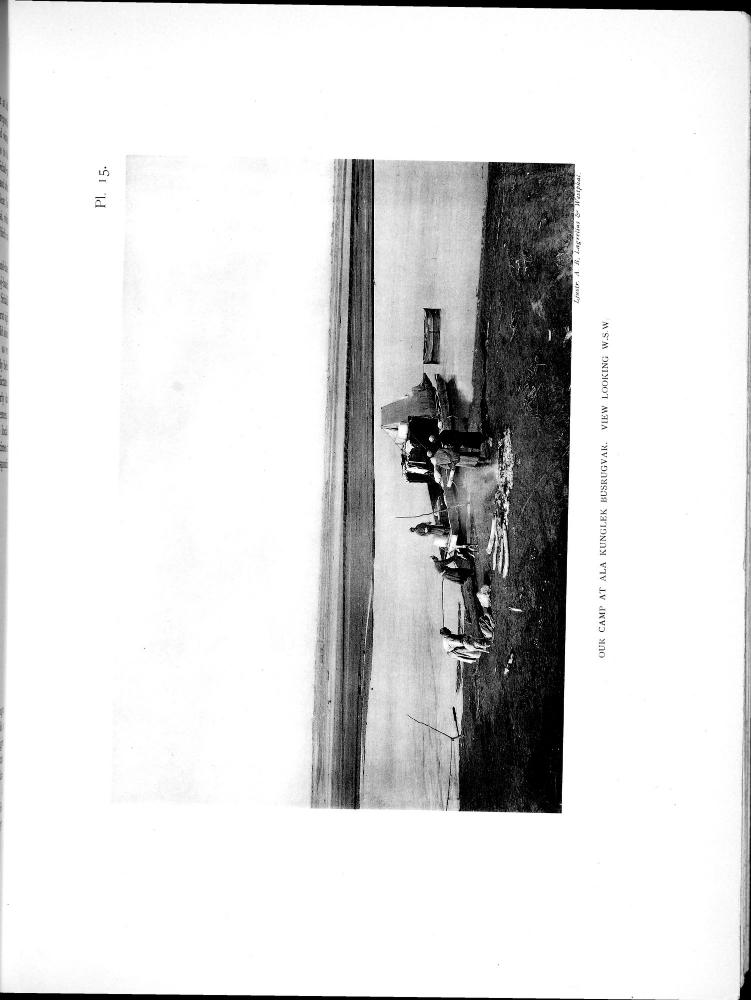 Pl. 15.
Ljustr. A. B. Lagrelius & Westphal.
OUR CAMP AT ALA KUNGLEK BUSRUGVAR. VIEW LOOKING W.S.W.